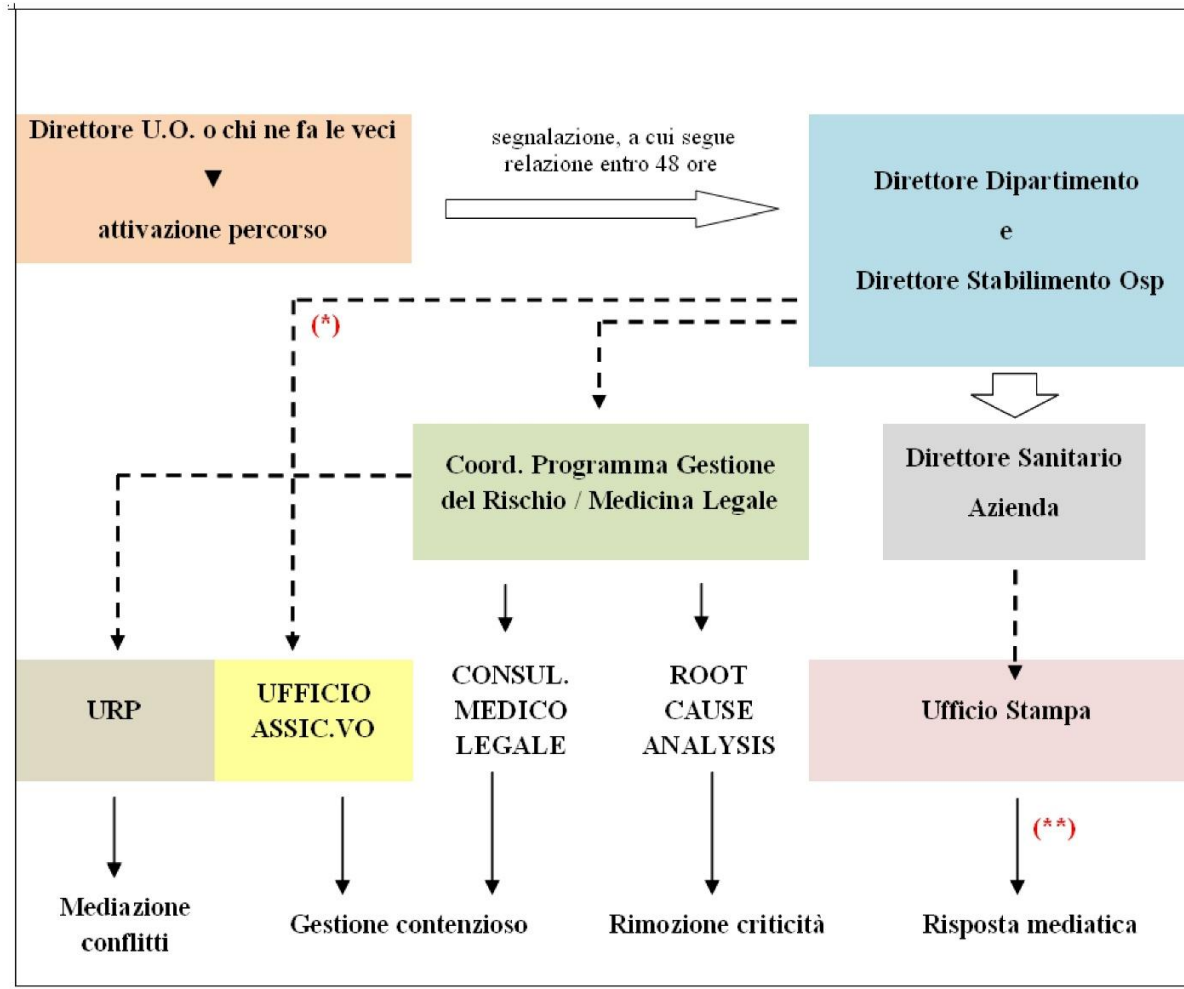 Direttore U.O. o chi ne fa le veci
▼
attivazione percorso
segnalazione, a cui segue
relazione entro 48 ore
Direttore Dipartimento
e
Direttore Stabilimento Osp
(*)
Coord. Programma Gestione
del Rischio / Medicina Legale
Direttore Sanitario
Azienda
URP
UFFICIO
ASSIC.VO
CONSUL.
MEDICO
LEGALE
ROOT
CAUSE
ANALYSIS
Ufficio Stampa
(**)
Mediazione
conflitti
Gestione contenzioso
Rimozione criticità
Risposta mediatica